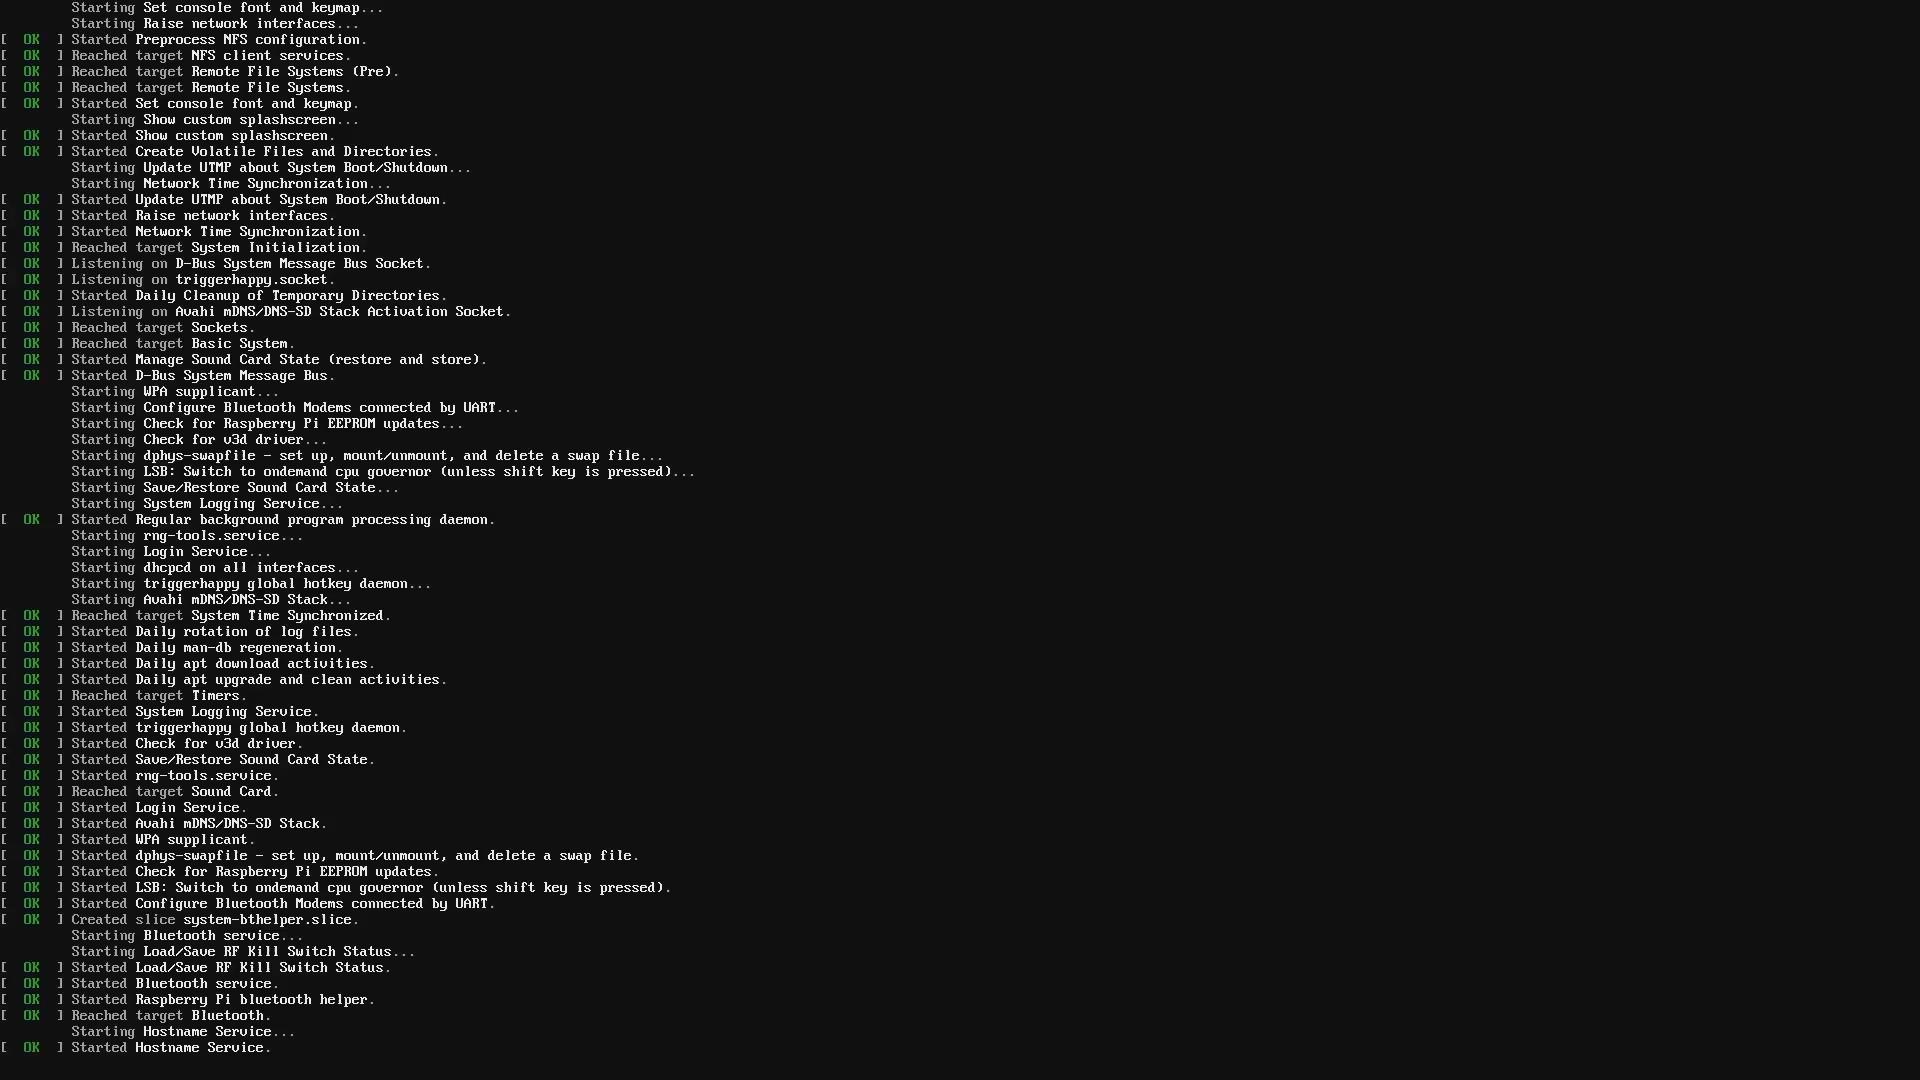 Starting Set console font and keymap...
Starting Raise network interfaces...
[  OK  ] Started Preprocess NFS configuration.
[  OK  ] Reached target NFS client services.
[  OK  ] Reached target Remote File Systems (Pre).
[  OK  ] Reached target Remote File Systems.
[  OK  ] Started Set console font and keymap.
Starting Show custom splashscreen...
[  OK  ] Started Show custom splashscreen.
[  OK  ] Started Create Volatile Files and Directories.
Starting Update UTMP about System Boot/Shutdown...
Starting Network Time Synchronization...
[  OK  ] Started Update UTMP about System Boot/Shutdown.
[  OK  ] Started Raise network interfaces.
[  OK  ] Started Network Time Synchronization.
[  OK  ] Reached target System Initialization.
[  OK  ] Listening on D-Bus System Message Bus Socket.
[  OK  ] Listening on triggerhappy.socket.
[  OK  ] Started Daily Cleanup of Temporary Directories.
[  OK  ] Listening on Avahi mDNS/DNS-SD Stack Activation Socket.
[  OK  ] Reached target Sockets.
[  OK  ] Reached target Basic System.
[  OK  ] Started Manage Sound Card State (restore and store).
[  OK  ] Started D-Bus System Message Bus.
Starting WPA supplicant...
Starting Configure Bluetooth Modems connected by UART...
Starting Check for Raspberry Pi EEPROM updates...
Starting Check for v3d driver...
Starting dphys-swapfile - set up, mount/unmount, and delete a swap file...
Starting LSB: Switch to ondemand cpu governor (unless shift key is pressed)...
Starting Save/Restore Sound Card State...
Starting System Logging Service...
[  OK  ] Started Regular background program processing daemon.
Starting rng-tools.service...
Starting Login Service...
Starting dhcpcd on all interfaces...
Starting triggerhappy global hotkey daemon...
Starting Avahi mDNS/DNS-SD Stack...
[  OK  ] Reached target System Time Synchronized.
[  OK  ] Started Daily rotation of log files.
[  OK  ] Started Daily man-db regeneration.
[  OK  ] Started Daily apt download activities.
[  OK  ] Started Daily apt upgrade and clean activities.
[  OK  ] Reached target Timers.
[  OK  ] Started System Logging Service.
[  OK  ] Started triggerhappy global hotkey daemon.
[  OK  ] Started Check for v3d driver.
[  OK  ] Started Save/Restore Sound Card State.
[  OK  ] Started rng-tools.service.
[  OK  ] Reached target Sound Card.
[  OK  ] Started Login Service.
[  OK  ] Started Avahi mDNS/DNS-SD Stack.
[  OK  ] Started WPA supplicant.
[  OK  ] Started dphys-swapfile - set up, mount/unmount, and delete a swap file.
[  OK  ] Started Check for Raspberry Pi EEPROM updates.
[  OK  ] Started LSB: Switch to ondemand cpu governor (unless shift key is pressed).
[  OK  ] Started Configure Bluetooth Modems connected by UART.
[  OK  ] Created slice system-bthelper.slice.
Starting Bluetooth service...
Starting Load/Save RF Kill Switch Status...
[  OK  ] Started Load/Save RF Kill Switch Status.
[  OK  ] Started Bluetooth service.
[  OK  ] Started Raspberry Pi bluetooth helper.
[  OK  ] Reached target Bluetooth.
Starting Hostname Service...
[  OK  ] Started Hostname Service.